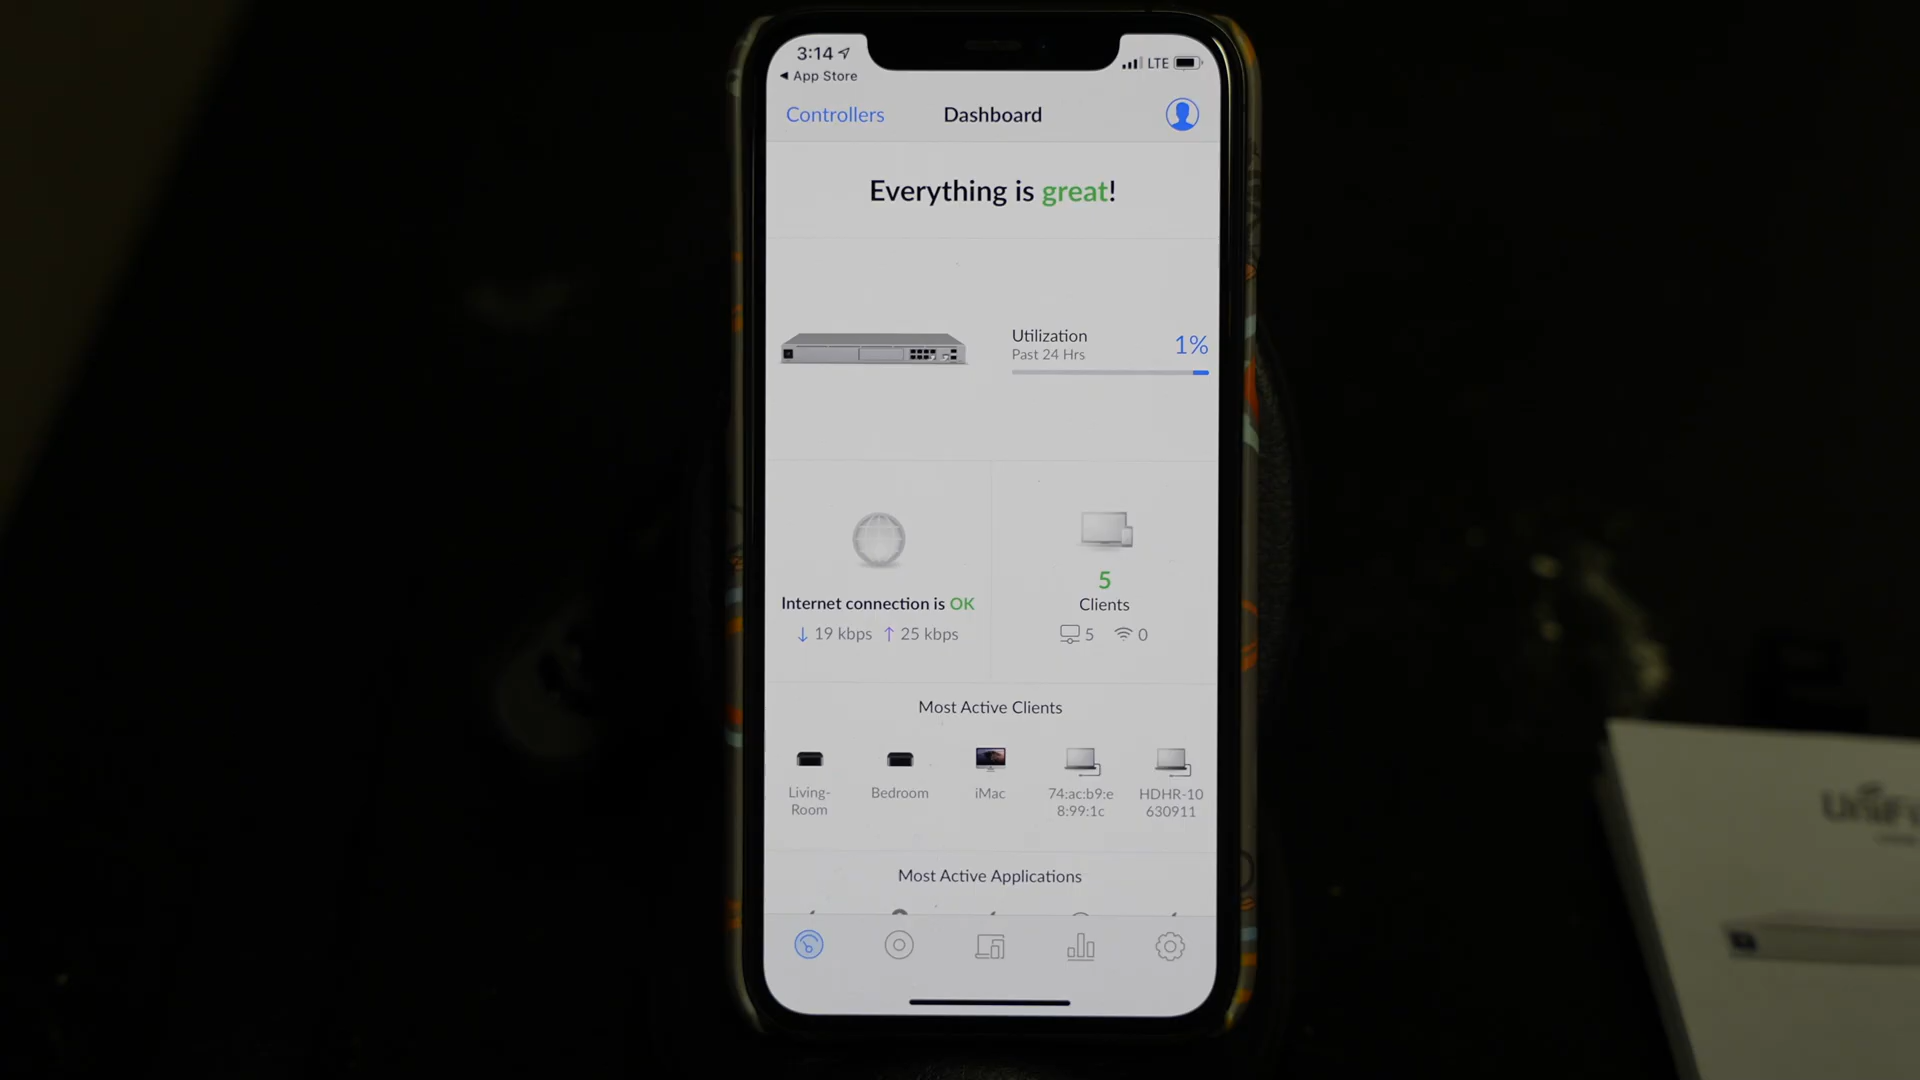 3:14
LTE
App Store
Controllers
Dashboard
Everything is great!
Utilization
Past 24 Hrs
1%
Internet connection is OK
↓ 19 kbps ↑ 25 kbps
5
Clients
5
0
Most Active Clients
Living-
Room
Bedroom
iMac
74:ac:b9:e
8:99:1c
HDHR-10
630911
Most Active Applications